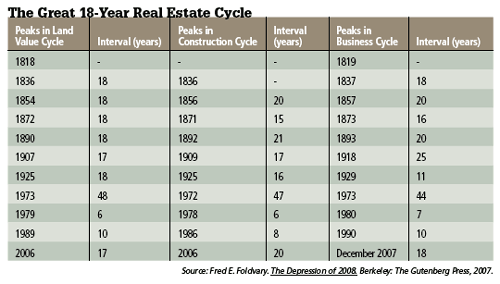 The Great 18-Year Real Estate Cycle
Peaks in Land Value Cycle Interval (years) Peaks in Construction Cycle Interval (years) Peaks in Business Cycle Interval (years)
1818 - - - 1819 -
1836 18 1836 - 1837 18
1854 18 1856 20 1857 20
1872 18 1871 15 1873 16
1890 18 1892 21 1893 20
1907 17 1909 17 1918 25
1925 18 1925 16 1929 11
1973 48 1972 47 1973 44
1979 6 1978 6 1980 7
1989 10 1986 8 1990 10
2006 17 2006 20 December 2007 18
Source: Fred E. Foldvary. The Depression of 2008. Berkeley: The Gutenberg Press, 2007.